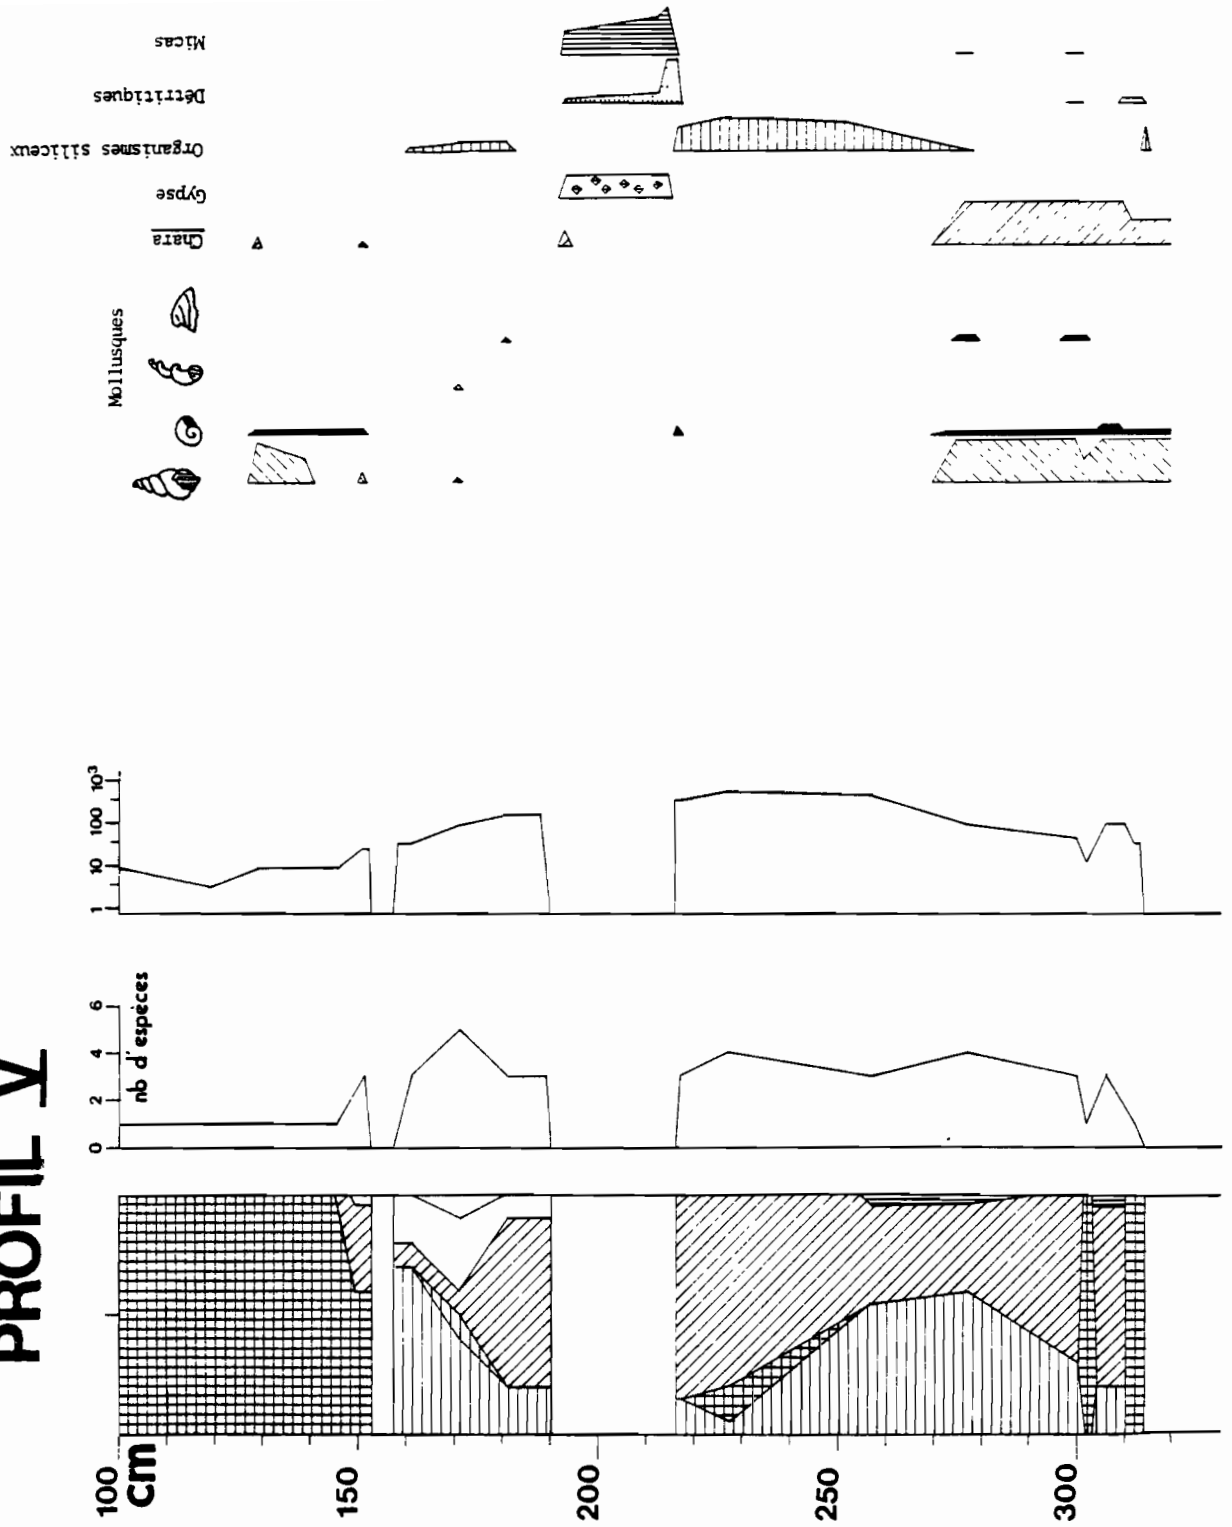 PROFIL V
Micas
Détritiques
Organismes siliceux
Gypse
Chara
Mollusques
10³
100
10
1
6
4
2
0
nb d'espèces
cm
100
150
200
250
300